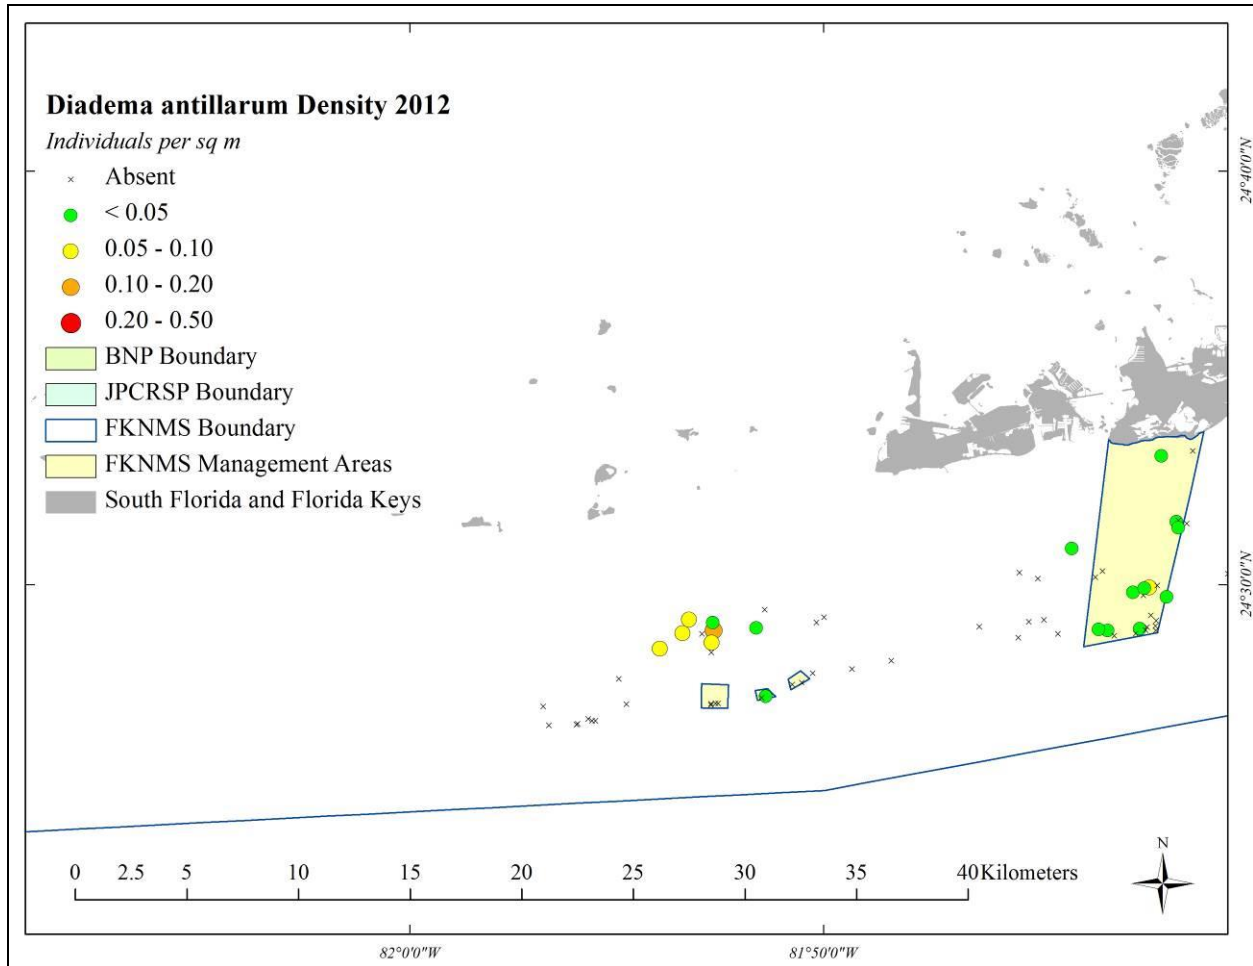 Diadema antillarum Density 2012
Individuals per sq m
Absent
< 0.05
0.05 - 0.10
0.10 - 0.20
0.20 - 0.50
BNP Boundary
JPCRSP Boundary
FKNMS Boundary
FKNMS Management Areas
South Florida and Florida Keys
24°40'0"N
24°30'0"N
0 2.5 5 10 15 20 25 30 35 40 Kilometers
N
82°0'0"W 81°50'0"W